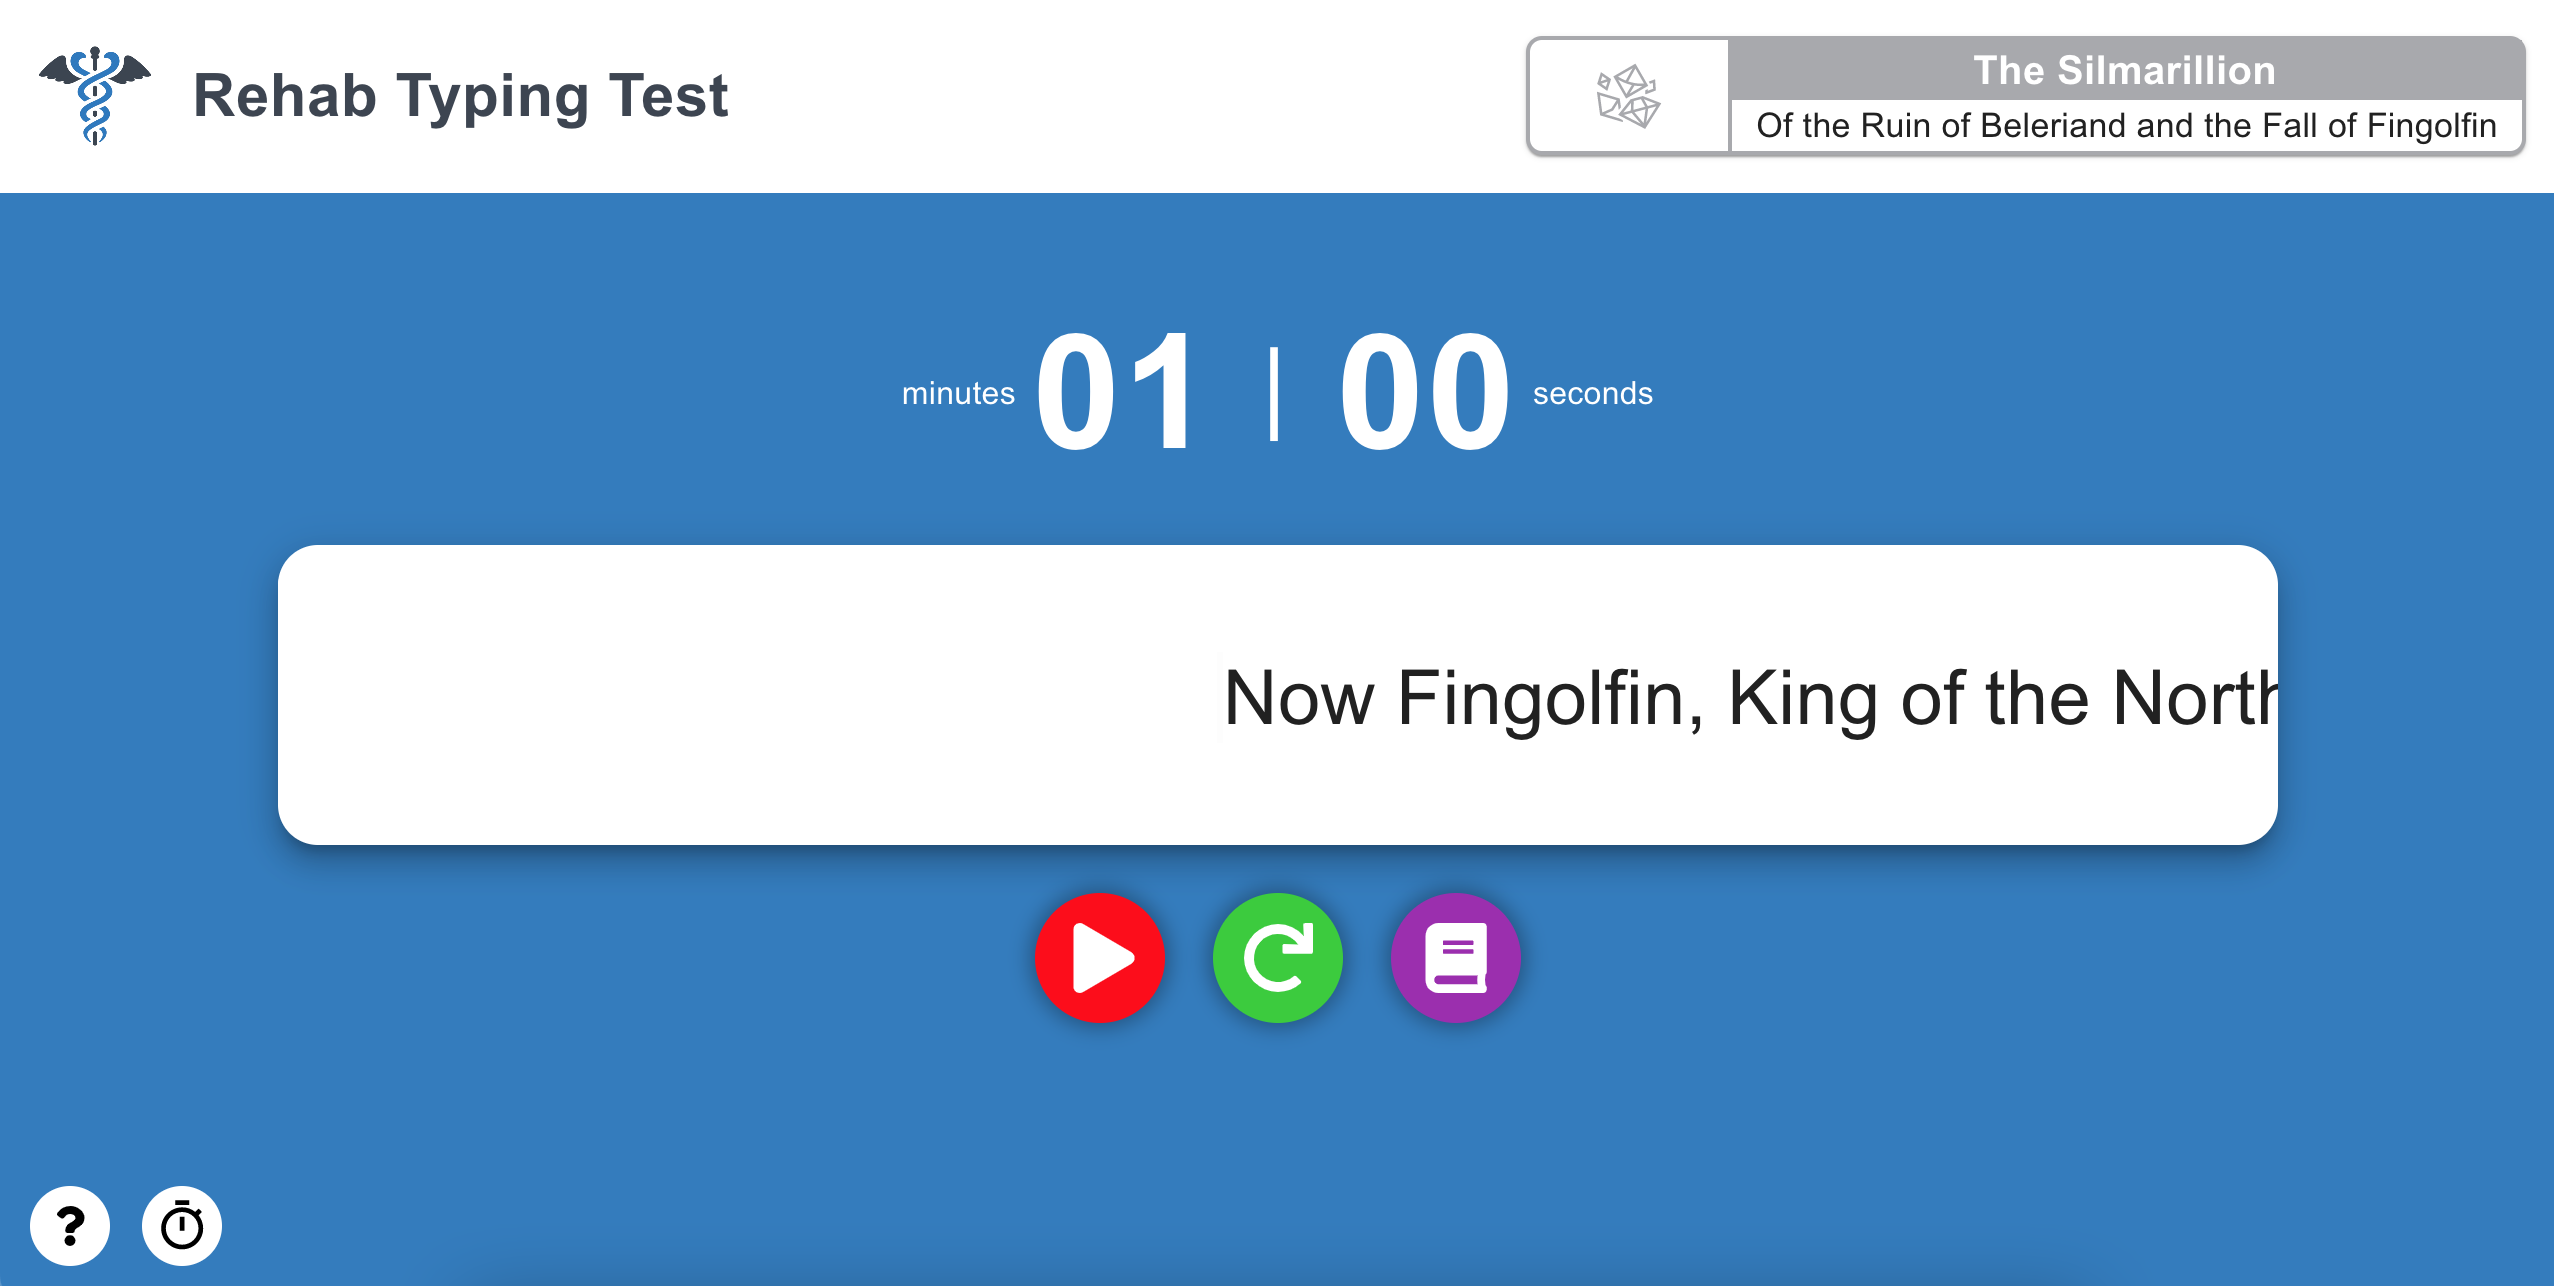 Rehab Typing Test
The Silmarillion
Of the Ruin of Beleriand and the Fall of Fingolfin
minutes 01 | 00 seconds
Now Fingolfin, King of the North
?